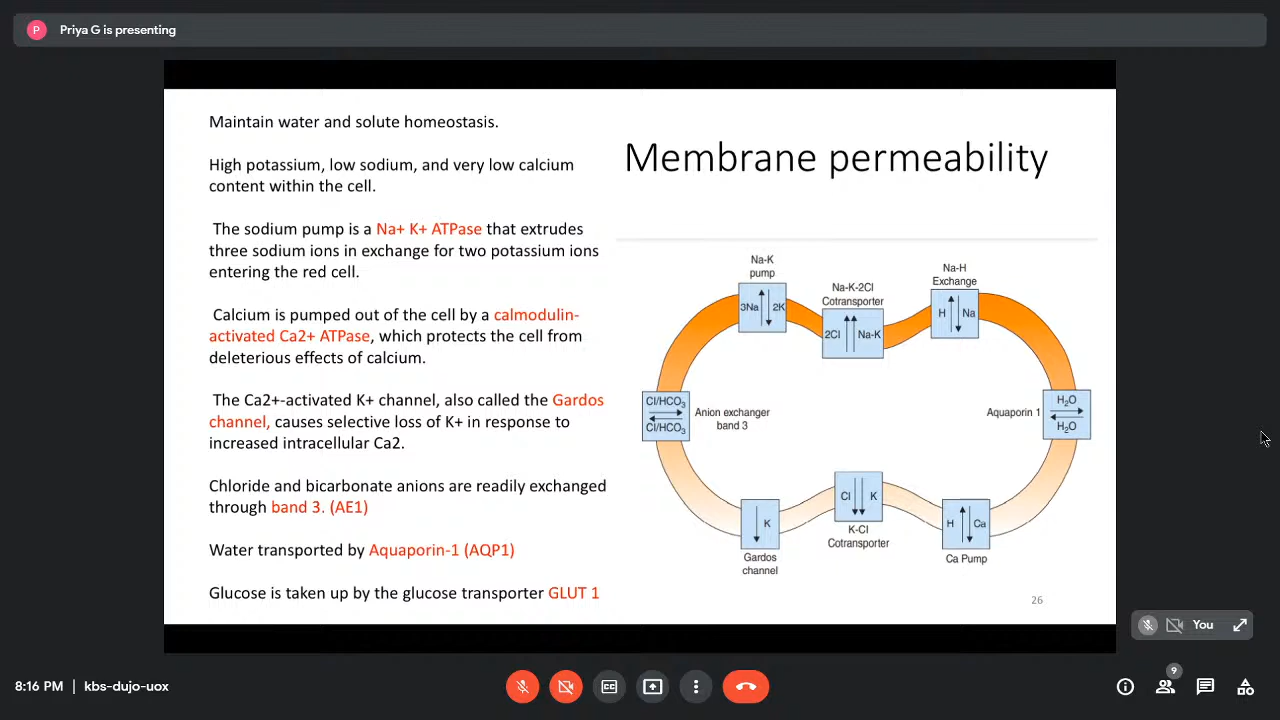 P
Priya G is presenting
Maintain water and solute homeostasis.
High potassium, low sodium, and very low calcium
content within the cell.
The sodium pump is a Na+ K+ ATPase that extrudes
three sodium ions in exchange for two potassium ions
entering the red cell.
Calcium is pumped out of the cell by a calmodulin-
activated Ca2+ ATPase, which protects the cell from
deleterious effects of calcium.
The Ca2+-activated K+ channel, also called the Gardos
channel, causes selective loss of K+ in response to
increased intracellular Ca2.
Chloride and bicarbonate anions are readily exchanged
through band 3. (AE1)
Water transported by Aquaporin-1 (AQP1)
Glucose is taken up by the glucose transporter GLUT 1
Membrane permeability
Na-K
pump
3Na 2K
Na-K-2Cl
Cotransporter
2Cl Na-K
Na-H
Exchange
H Na
Cl/HCO₃
Cl/HCO₃
Anion exchanger
band 3
Aquaporin 1
H₂O
H₂O
K
Gardos
channel
Cl K
K-Cl
Cotransporter
H Ca
Ca Pump
26
You
8:16 PM | kbs-dujo-uox
9